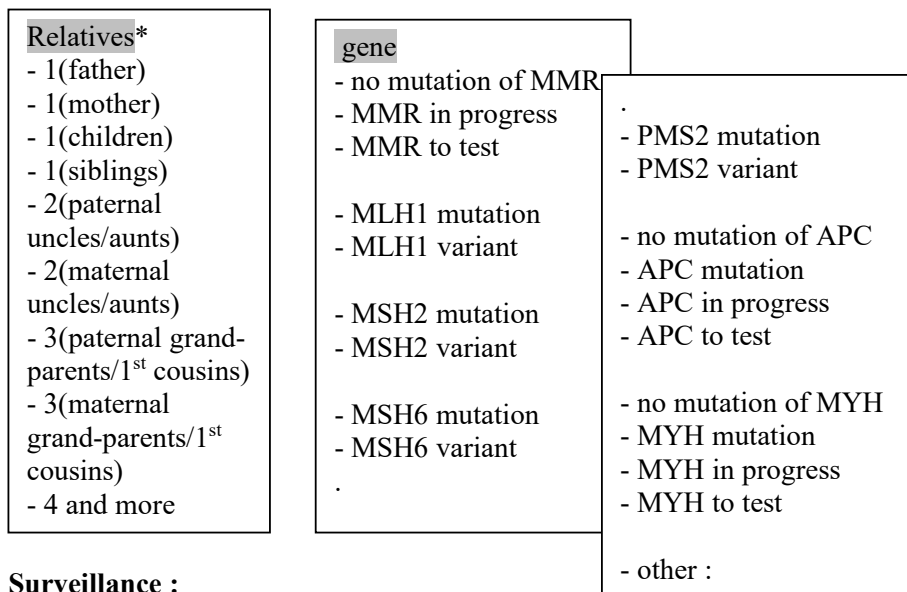 Relatives*
- 1(father)
- 1(mother)
- 1(children)
- 1(siblings)
- 2(paternal
uncles/aunts)
- 2(maternal
uncles/aunts)
- 3(paternal grand-
parents/1st cousins)
- 3(maternal
grand-parents/1st
cousins)
- 4 and more
gene
- no mutation of MMR
- MMR in progress
- MMR to test
- MLH1 mutation
- MLH1 variant
- MSH2 mutation
- MSH2 variant
- MSH6 mutation
- MSH6 variant
.
.
- PMS2 mutation
- PMS2 variant
- no mutation of APC
- APC mutation
- APC in progress
- APC to test
- no mutation of MYH
- MYH mutation
- MYH in progress
- MYH to test
- other :
Surveillance :